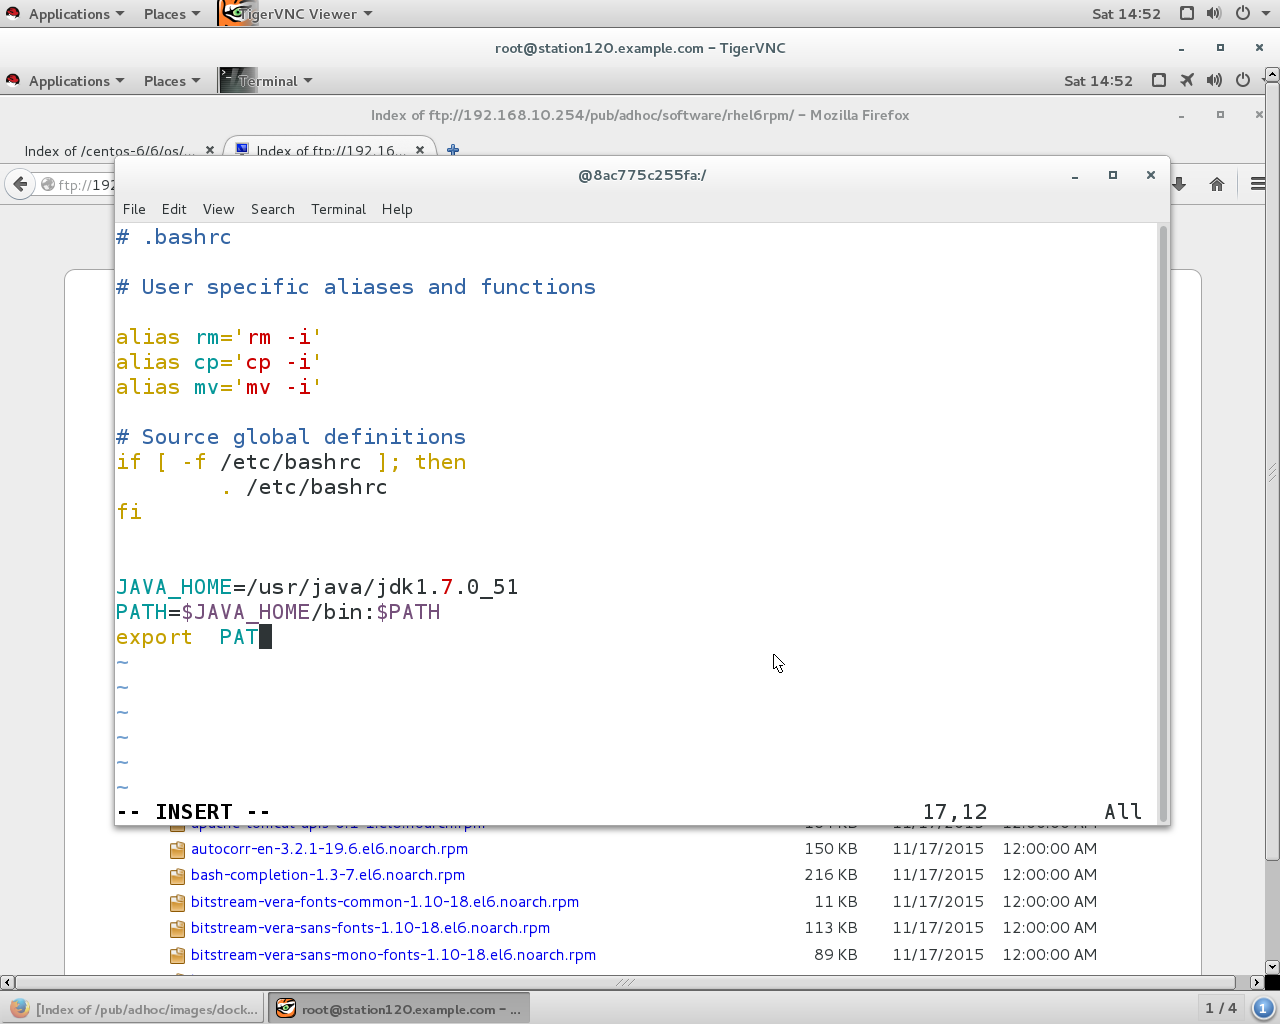 Applications Places TigerVNC Viewer Sat 14:52
root@station120.example.com - TigerVNC
Applications Places Terminal Sat 14:52
Index of ftp://192.168.10.254/pub/adhoc/software/rhel6rpm/ - Mozilla Firefox
Index of /centos-6/6/os/... Index of ftp://192.16...
ftp://192
@8ac775c255fa:/
File Edit View Search Terminal Help
# .bashrc
# User specific aliases and functions
alias rm='rm -i'
alias cp='cp -i'
alias mv='mv -i'
# Source global definitions
if [ -f /etc/bashrc ]; then
. /etc/bashrc
fi
JAVA_HOME=/usr/java/jdk1.7.0_51
PATH=$JAVA_HOME/bin:$PATH
export  PAT
~
~
~
~
~
~
-- INSERT -- 17,12 All
autocorr-en-3.2.1-19.6.el6.noarch.rpm 150 KB 11/17/2015 12:00:00 AM
bash-completion-1.3-7.el6.noarch.rpm 216 KB 11/17/2015 12:00:00 AM
bitstream-vera-fonts-common-1.10-18.el6.noarch.rpm 11 KB 11/17/2015 12:00:00 AM
bitstream-vera-sans-fonts-1.10-18.el6.noarch.rpm 113 KB 11/17/2015 12:00:00 AM
bitstream-vera-sans-mono-fonts-1.10-18.el6.noarch.rpm 89 KB 11/17/2015 12:00:00 AM
[Index of /pub/adhoc/images/dock... root@station120.example.com - ... 1 / 4 1